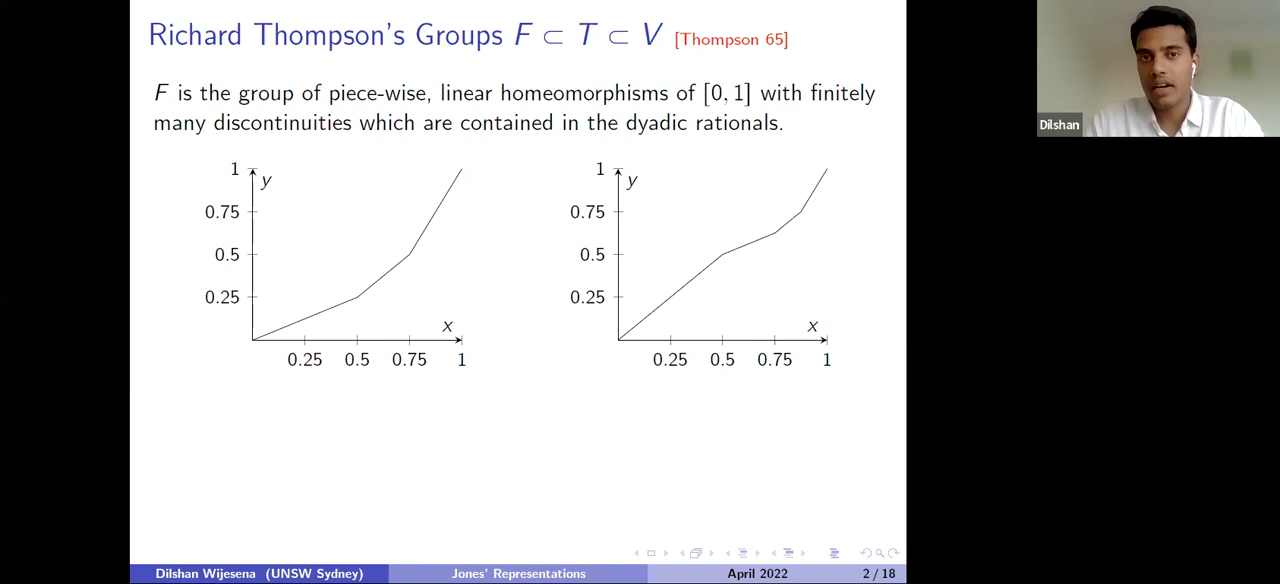 Richard Thompson's Groups F ⊂ T ⊂ V [Thompson 65]
F is the group of piece-wise, linear homeomorphisms of [0, 1] with finitely
many discontinuities which are contained in the dyadic rationals.
1
y
0.75
0.5
0.25
x
0.25 0.5 0.75 1
1
y
0.75
0.5
0.25
x
0.25 0.5 0.75 1
Dilshan Wijesena (UNSW Sydney) Jones' Representations April 2022 2 / 18
Dilshan